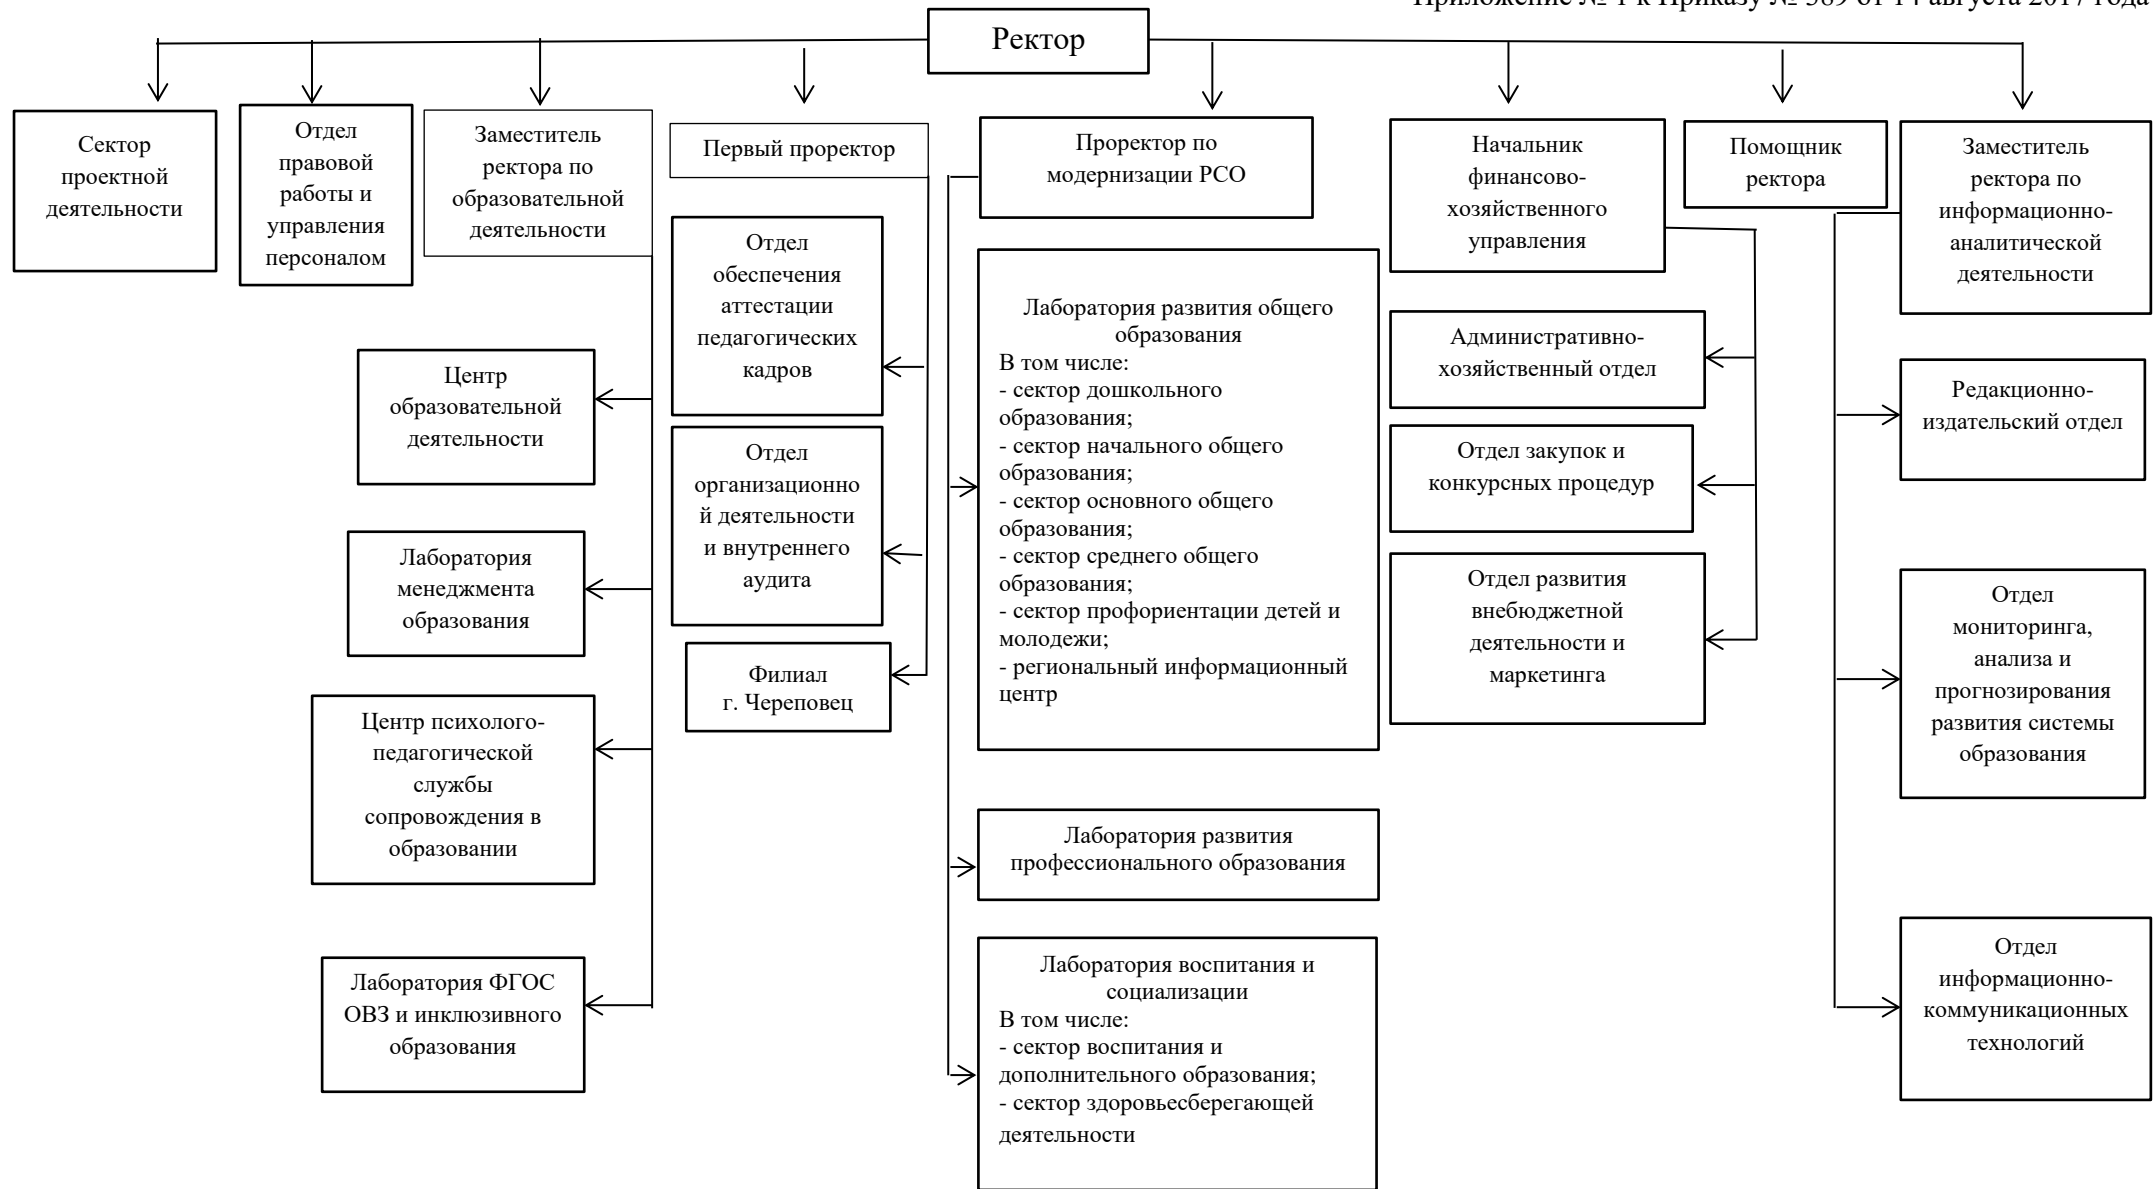 Приложение № 1 к Приказу № 589 от 14 августа 2017 года
Ректор
Сектор
проектной
деятельности
Отдел
правовой
работы и
управления
персоналом
Заместитель
ректора по
образовательной
деятельности
Первый проректор
Проректор по
модернизации РСО
Начальник
финансово-
хозяйственного
управления
Помощник
ректора
Заместитель
ректора по
информационно-
аналитической
деятельности
Центр
образовательной
деятельности
Лаборатория
менеджмента
образования
Центр психолого-
педагогической
службы
сопровождения в
образовании
Лаборатория ФГОС
ОВЗ и инклюзивного
образования
Отдел
обеспечения
аттестации
педагогических
кадров
Отдел
организационно
й деятельности
и внутреннего
аудита
Филиал
г. Череповец
Лаборатория развития общего
образования
В том числе:
- сектор дошкольного
образования;
- сектор начального общего
образования;
- сектор основного общего
образования;
- сектор среднего общего
образования;
- сектор профориентации детей и
молодежи;
- региональный информационный
центр
Лаборатория развития
профессионального образования
Лаборатория воспитания и
социализации
В том числе:
- сектор воспитания и
дополнительного образования;
- сектор здоровьесберегающей
деятельности
Административно-
хозяйственный отдел
Отдел закупок и
конкурсных процедур
Отдел развития
внебюджетной
деятельности и
маркетинга
Редакционно-
издательский отдел
Отдел
мониторинга,
анализа и
прогнозирования
развития системы
образования
Отдел
информационно-
коммуникационных
технологий